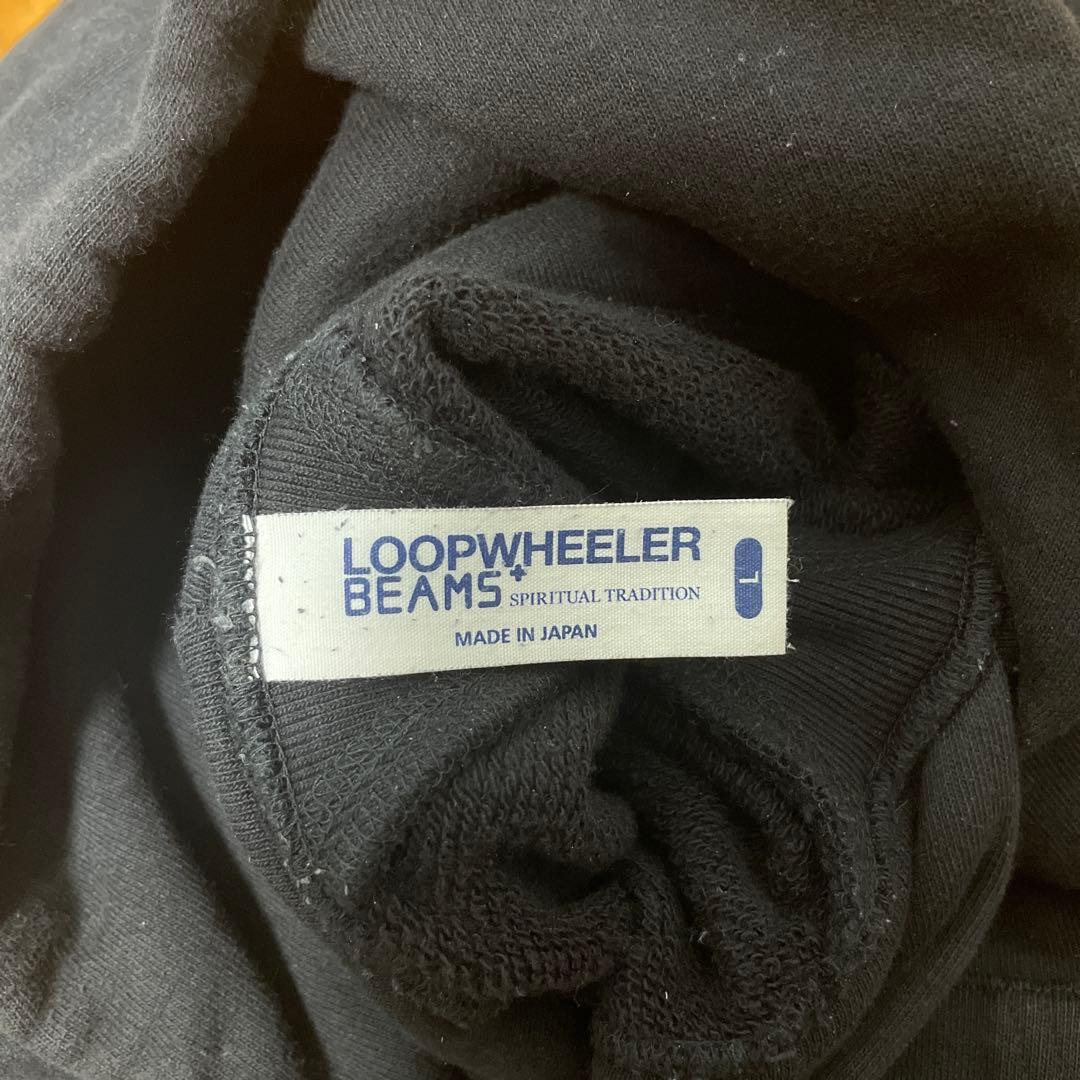 LOOPWHEELER
BEAMS+ SPIRITUAL TRADITION
MADE IN JAPAN
L